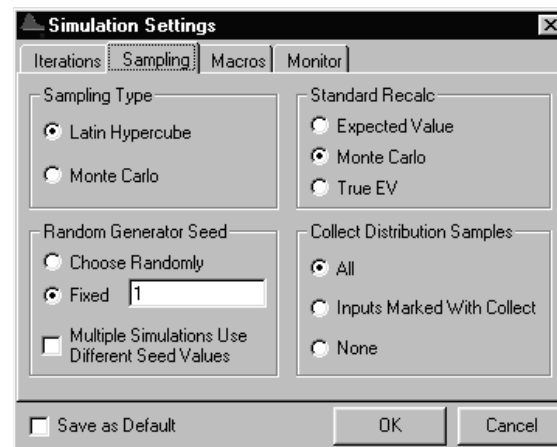 Simulation Settings
Iterations Sampling Macros Monitor
Sampling Type
Latin Hypercube
Monte Carlo
Standard Recalc
Expected Value
Monte Carlo
True EV
Random Generator Seed
Choose Randomly
Fixed 1
Multiple Simulations Use
Different Seed Values
Collect Distribution Samples
All
Inputs Marked With Collect
None
Save as Default
OK
Cancel